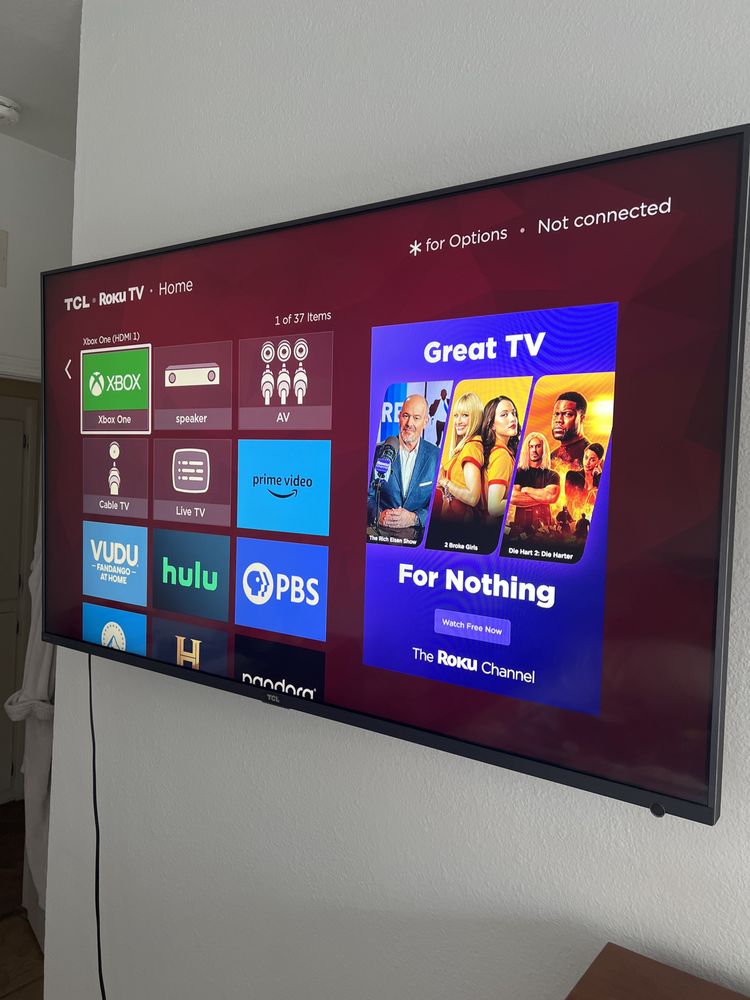 * for Options • Not connected
TCL • Roku TV • Home
1 of 37 Items
Xbox One (HDMI 1)
XBOX
Xbox One
speaker
AV
Cable TV
Live TV
prime video
VUDU
FANDANGO
AT HOME
hulu
PBS
H
pandora
Great TV
RE
The Rich Eisen Show
2 Broke Girls
Die Hart 2: Die Harter
For Nothing
Watch Free Now
The Roku Channel
TCL